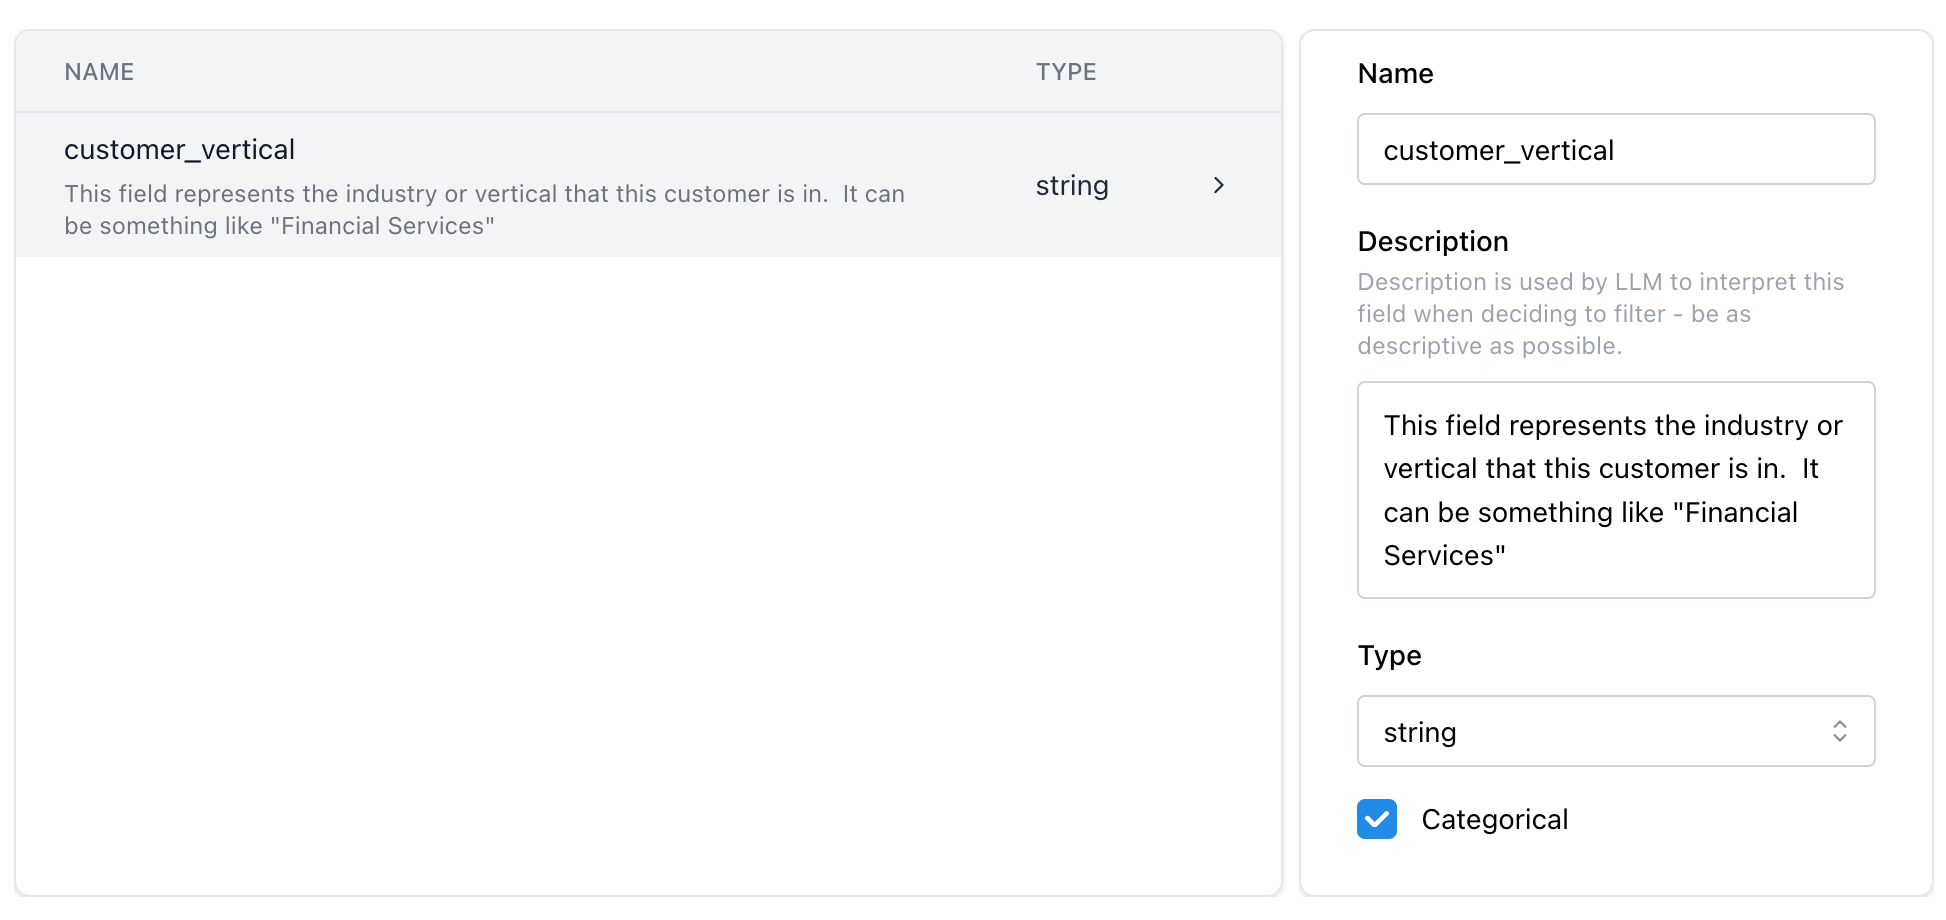 NAME TYPE
customer_vertical
This field represents the industry or vertical that this customer is in.  It can
be something like "Financial Services"
string
Name
customer_vertical
Description
Description is used by LLM to interpret this
field when deciding to filter - be as
descriptive as possible.
This field represents the industry or
vertical that this customer is in.  It
can be something like "Financial
Services"
Type
string
Categorical